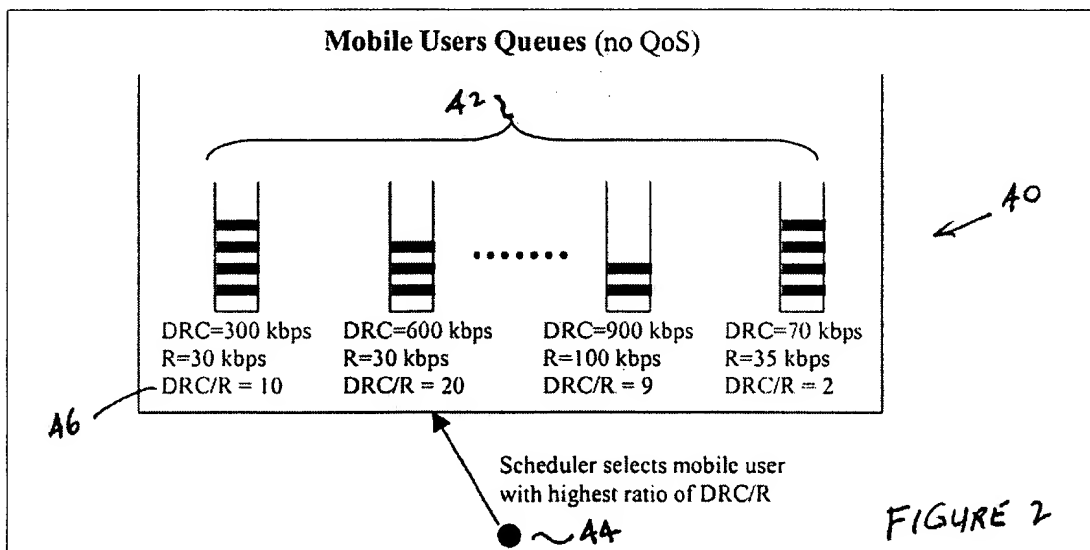 Mobile Users Queues (no QoS)
42
40
DRC=300 kbps
R=30 kbps
DRC/R = 10
DRC=600 kbps
R=30 kbps
DRC/R = 20
DRC=900 kbps
R=100 kbps
DRC/R = 9
DRC=70 kbps
R=35 kbps
DRC/R = 2
46
Scheduler selects mobile user
with highest ratio of DRC/R
44
FIGURE 2